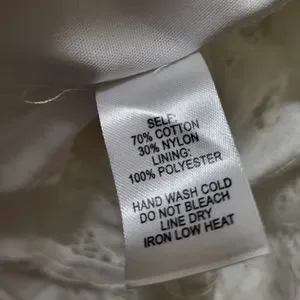 SELF:
70% COTTON
30% NYLON
LINING:
100% POLYESTER
HAND WASH COLD
DO NOT BLEACH
LINE DRY
IRON LOW HEAT